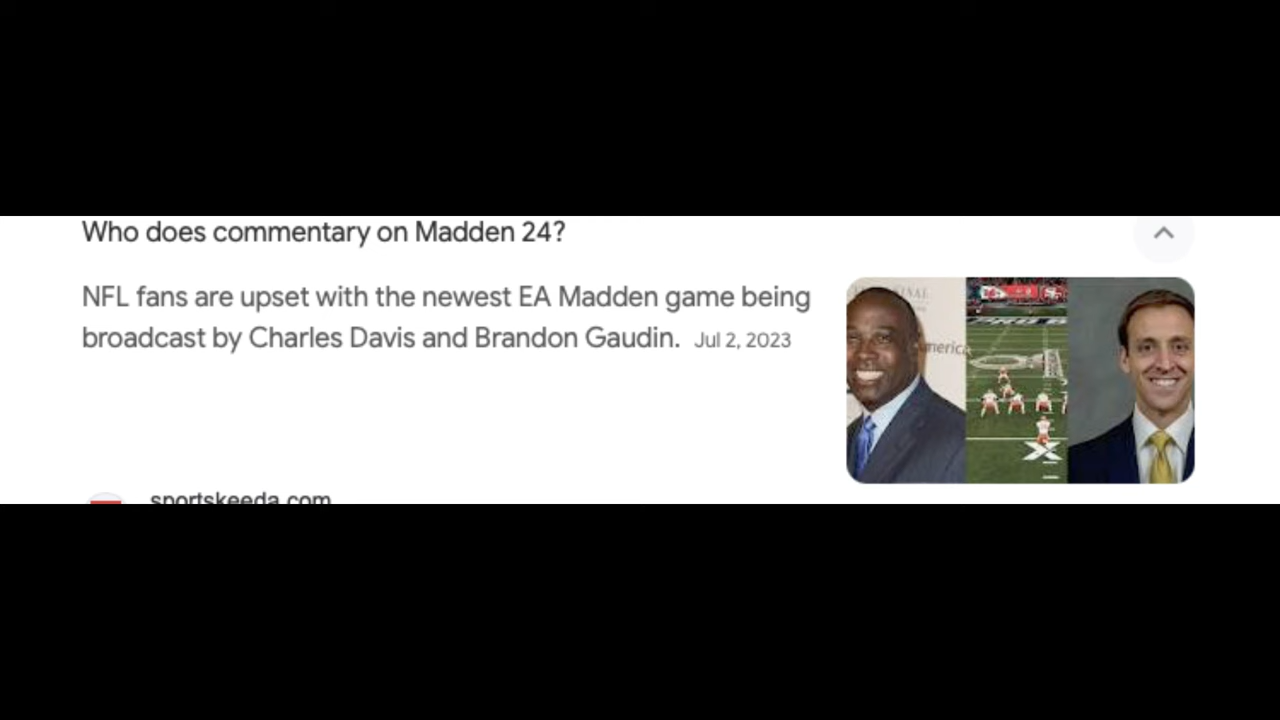 Who does commentary on Madden 24?
NFL fans are upset with the newest EA Madden game being
broadcast by Charles Davis and Brandon Gaudin. Jul 2, 2023
sportskeeda.com